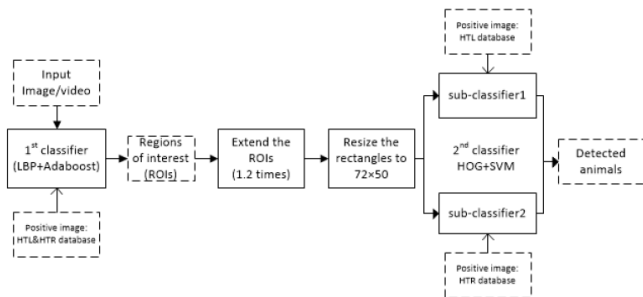 Input
Image/video
1st classifier
(LBP+Adaboost)
Positive image:
HTL&HTR database
Regions
of interest
(ROIs)
Extend the
ROIs
(1.2 times)
Resize the
rectangles to
72×50
Positive image:
HTL database
sub-classifier1
2nd classifier
HOG+SVM
sub-classifier2
Positive image:
HTR database
Detected
animals